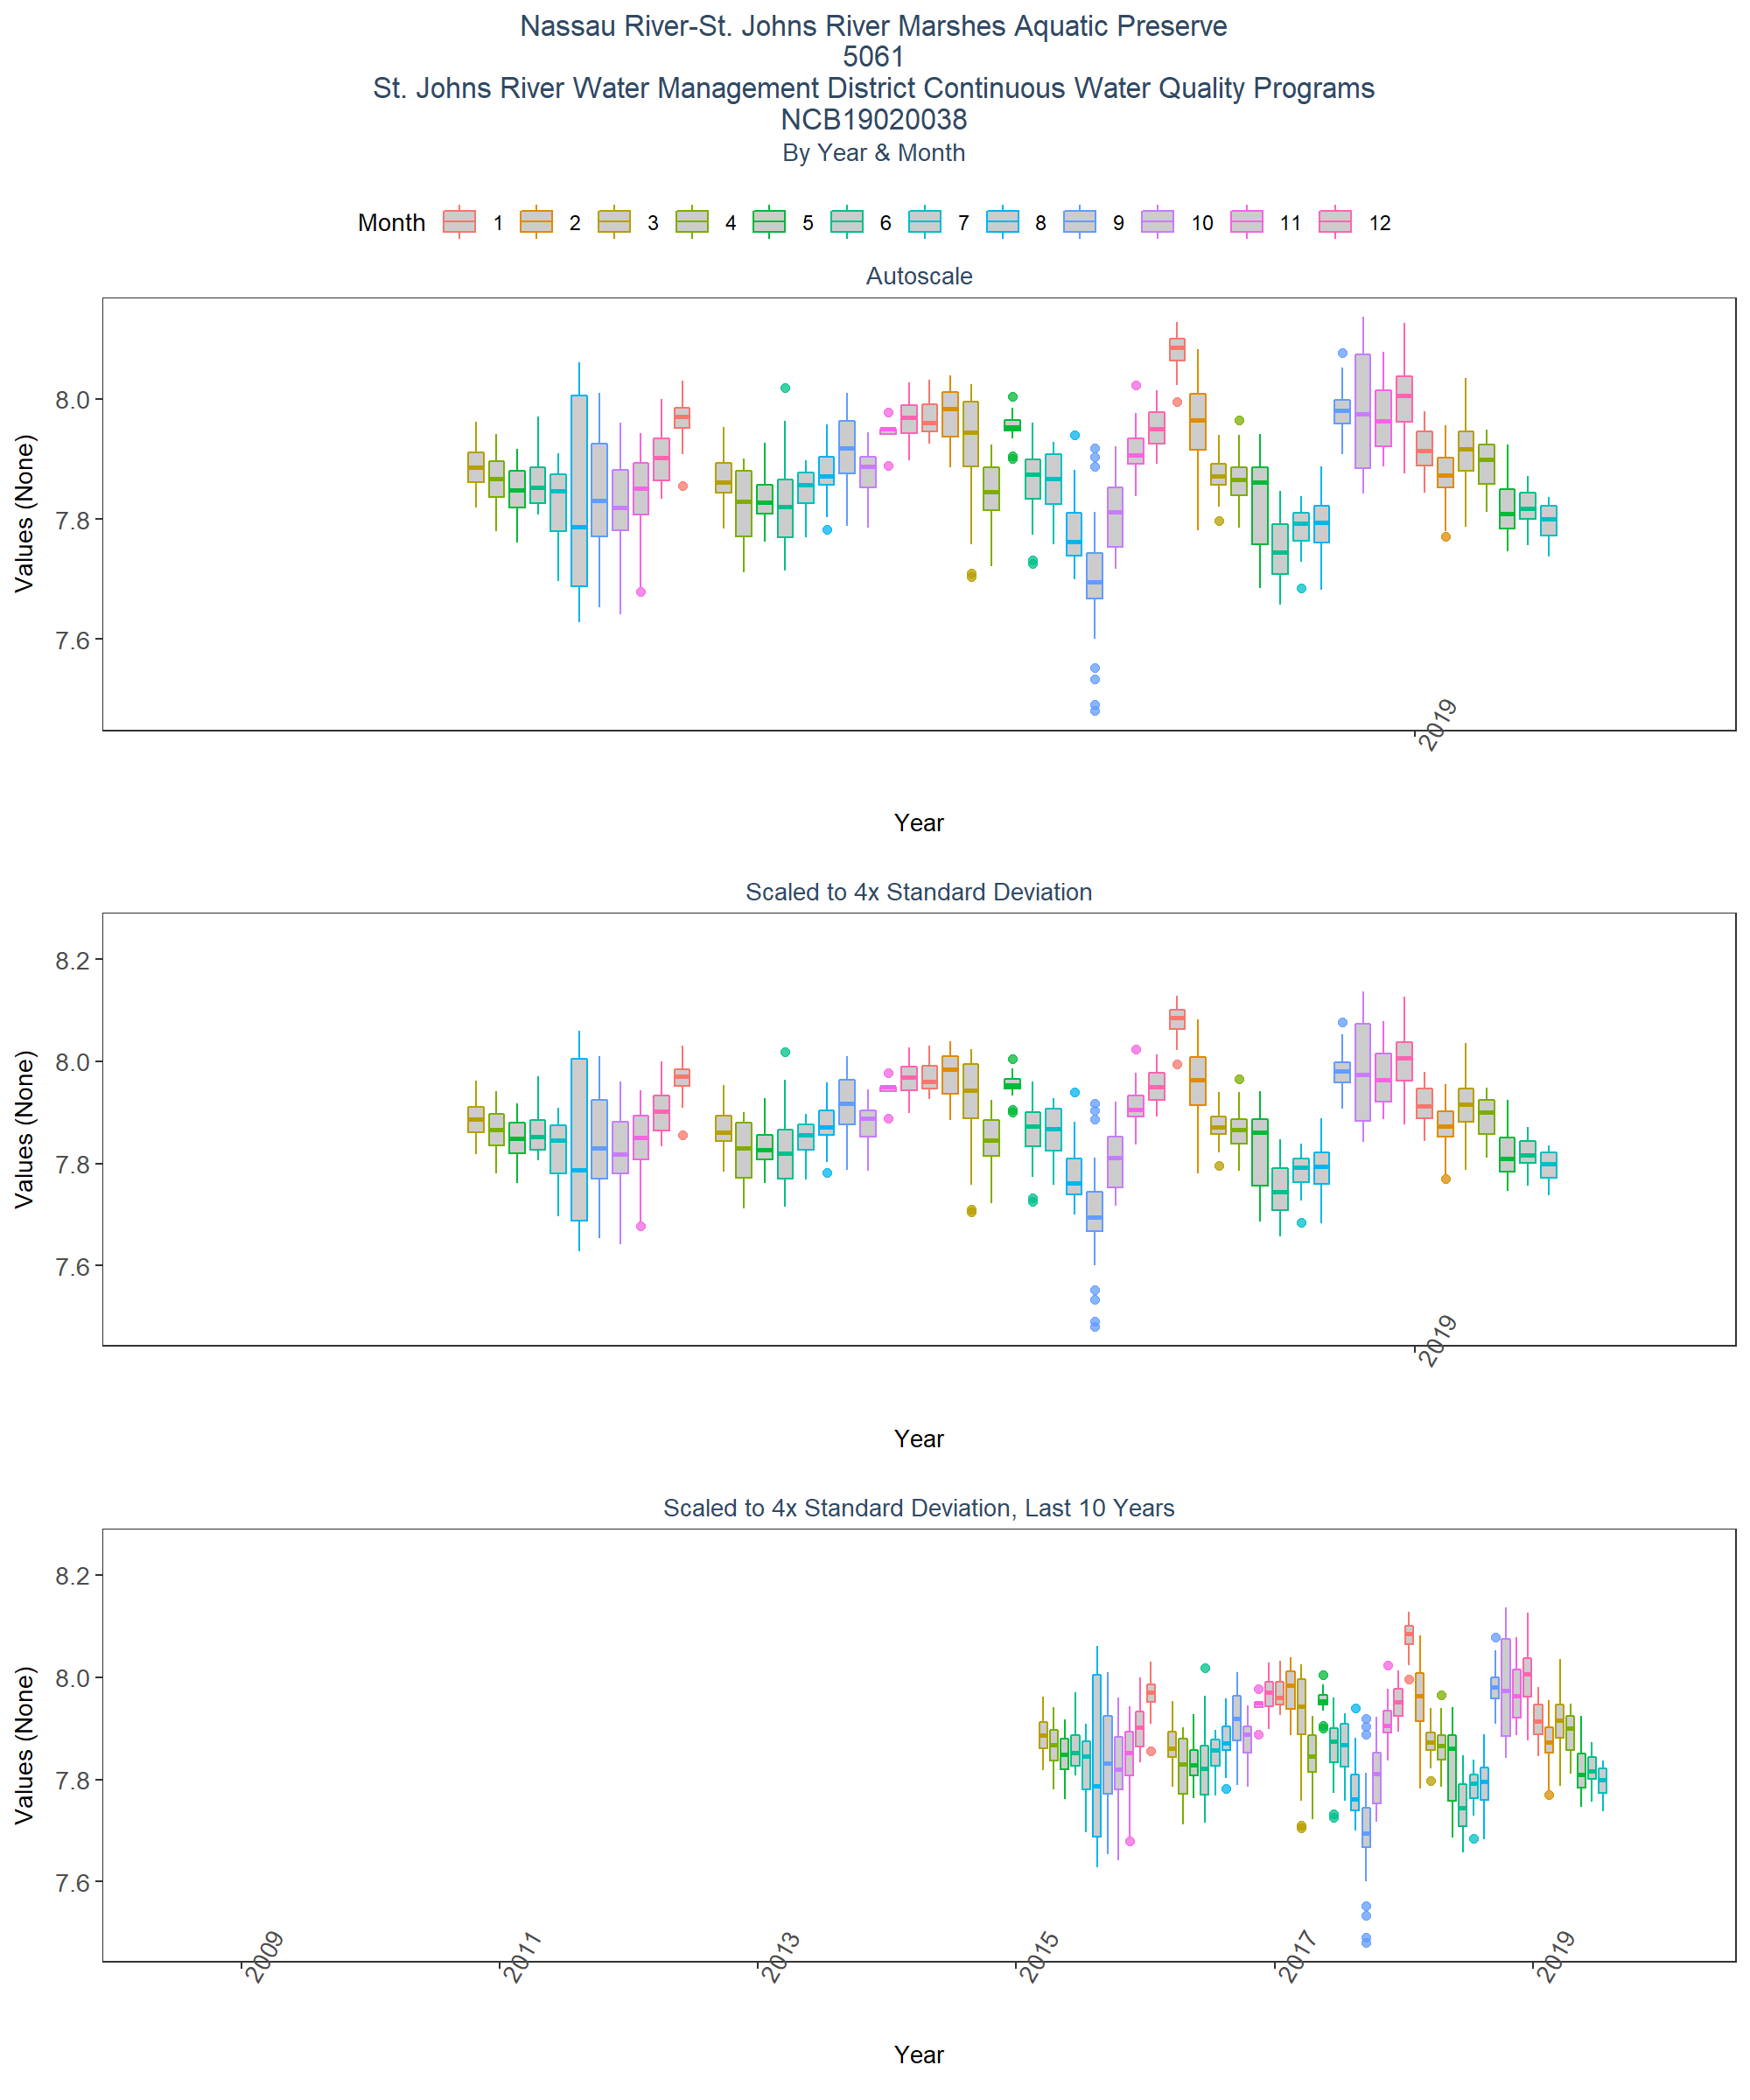 Nassau River-St. Johns River Marshes Aquatic Preserve
5061
St. Johns River Water Management District Continuous Water Quality Programs
NCB19020038
By Year & Month
Month 1 2 3 4 5 6 7 8 9 10 11 12
Autoscale
Values (None)
8.0
7.8
7.6
2019
Year
Scaled to 4x Standard Deviation
Values (None)
8.2
8.0
7.8
7.6
2019
Year
Scaled to 4x Standard Deviation, Last 10 Years
Values (None)
8.2
8.0
7.8
7.6
2009 2011 2013 2015 2017 2019
Year